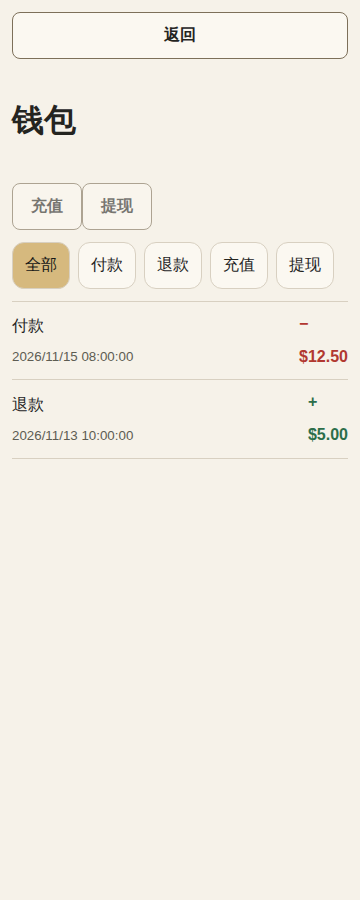 返回
钱包
充值 提现
全部 付款 退款 充值 提现
付款 −
2026/11/15 08:00:00 $12.50
退款 +
2026/11/13 10:00:00 $5.00